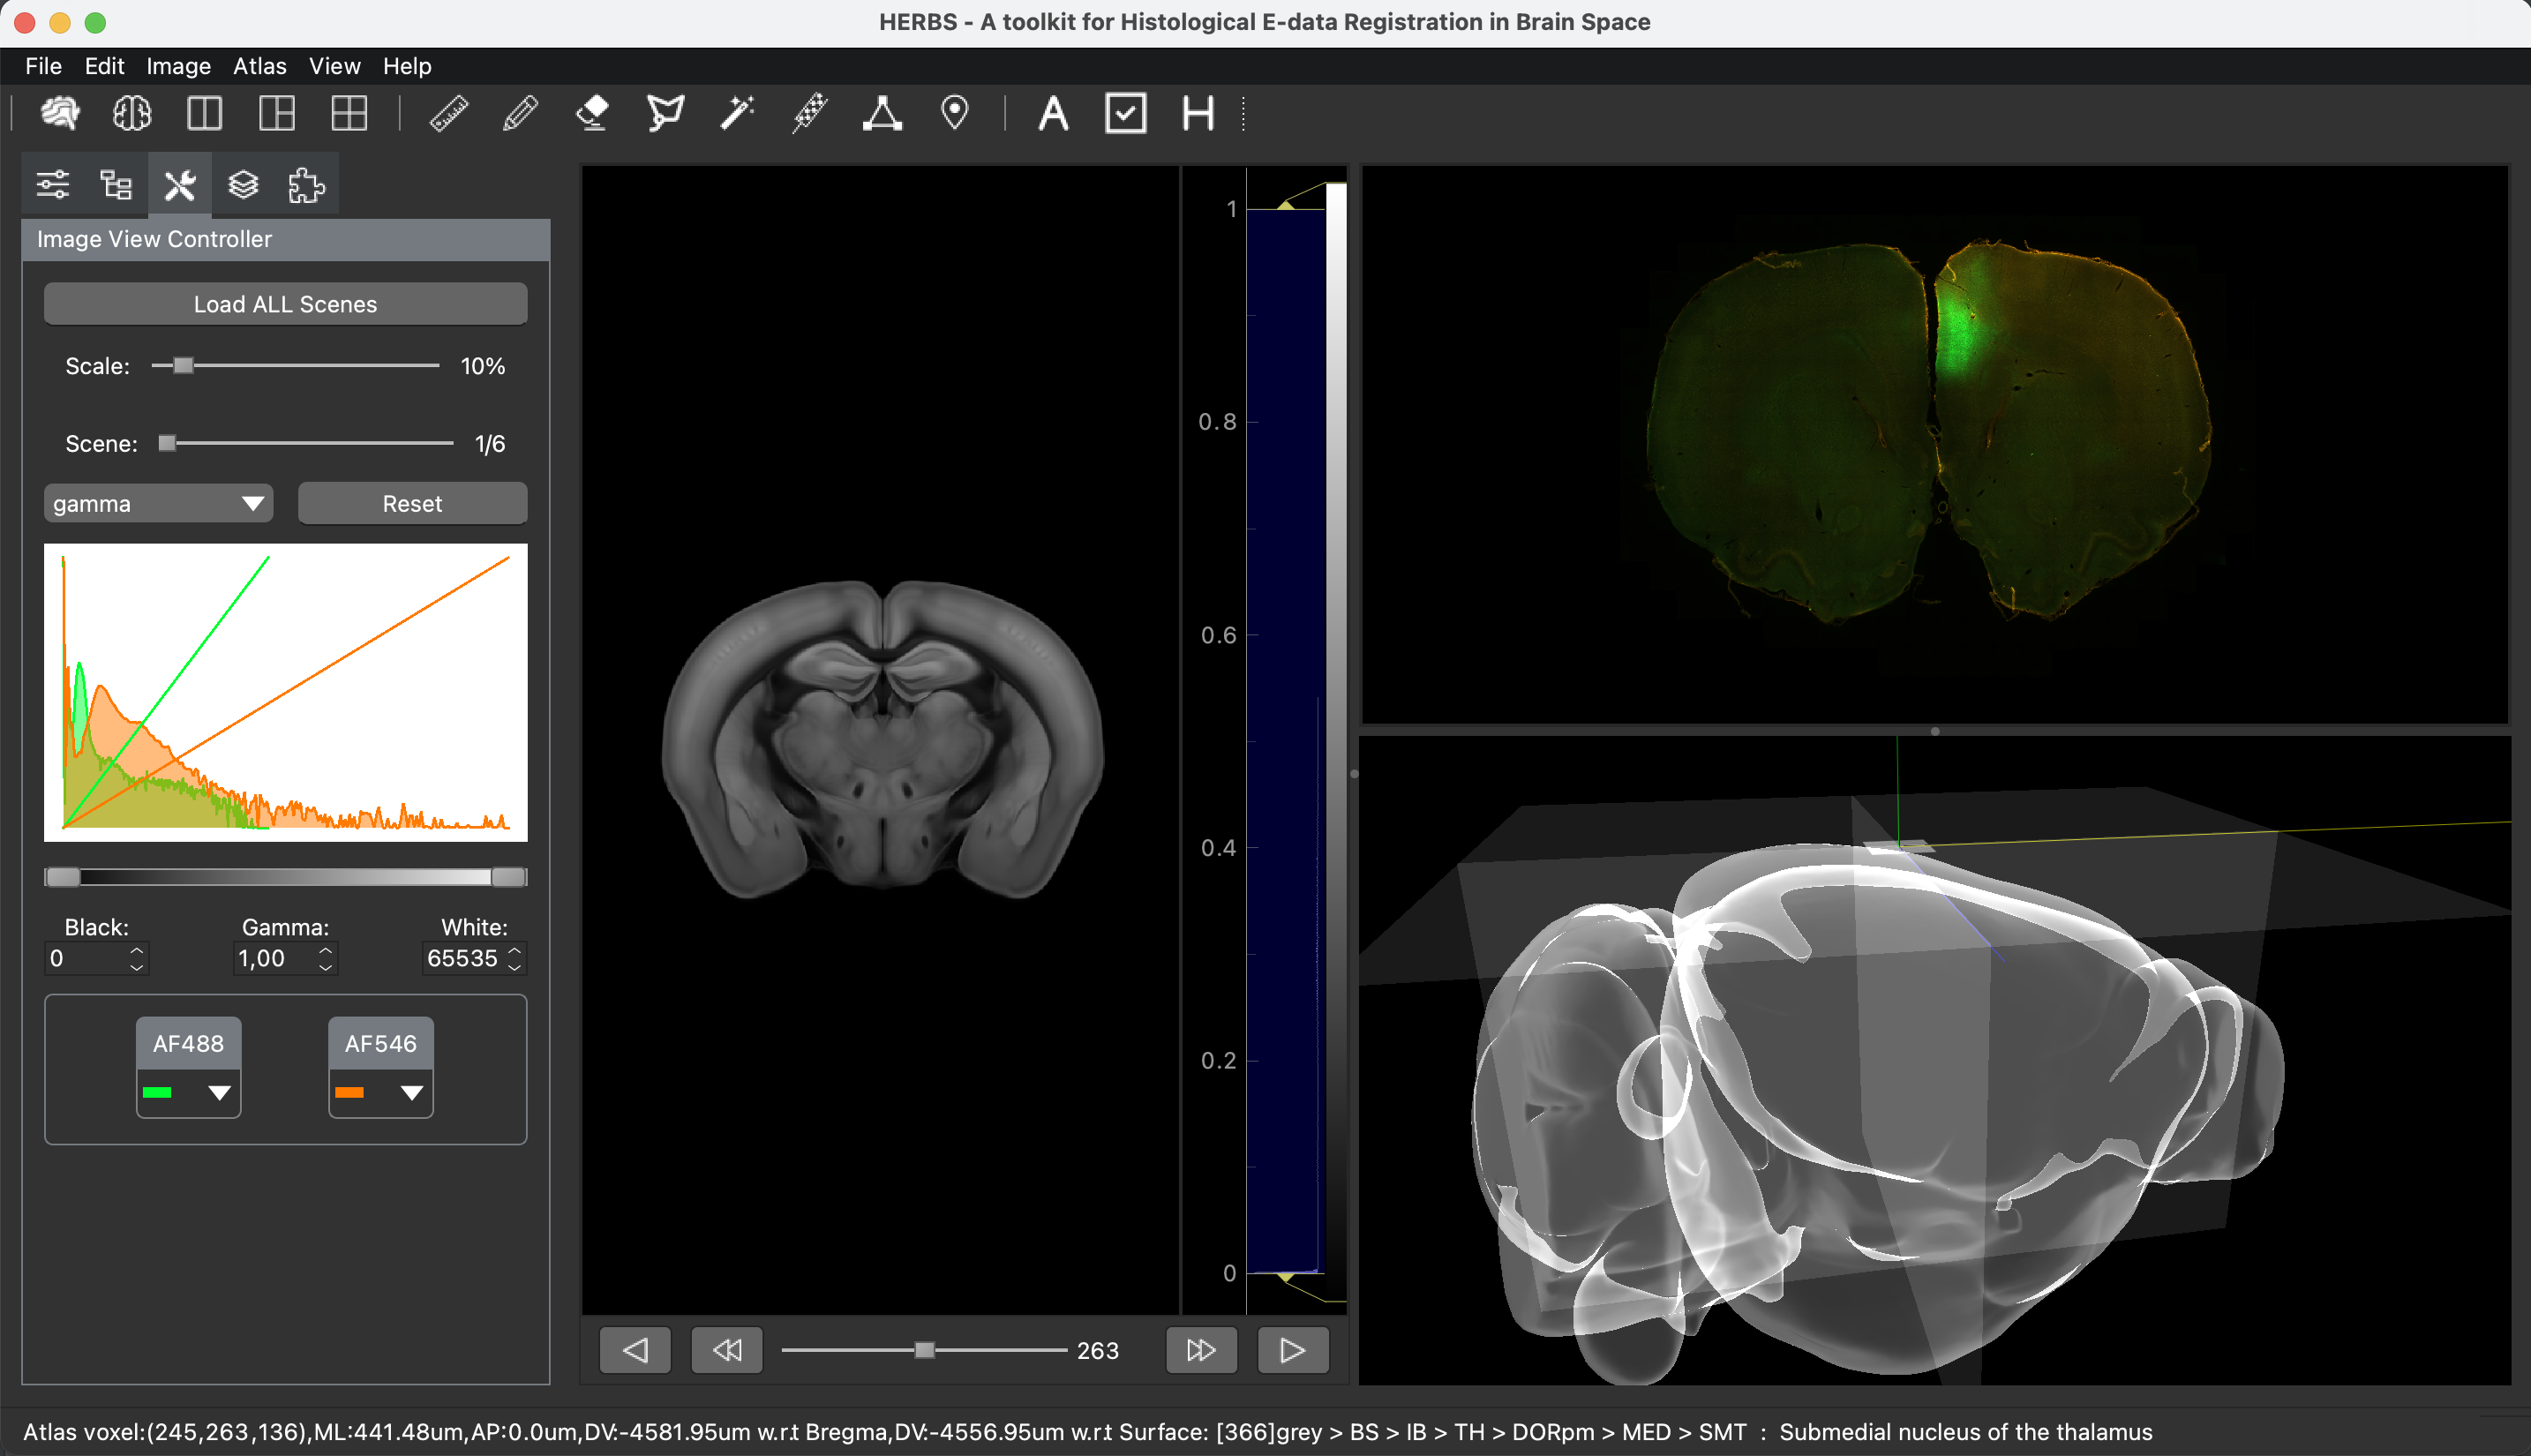 HERBS - A toolkit for Histological E-data Registration in Brain Space
File Edit Image Atlas View Help
A H
Image View Controller
Load ALL Scenes
Scale: 10%
Scene: 1/6
gamma Reset
Black: Gamma: White:
0 1,00 65535
AF488 AF546
1
0.8
0.6
0.4
0.2
0
263
Atlas voxel:(245,263,136),ML:441.48um,AP:0.0um,DV:-4581.95um w.r.t Bregma,DV:-4556.95um w.r.t Surface: [366]grey > BS > IB > TH > DORpm > MED > SMT : Submedial nucleus of the thalamus